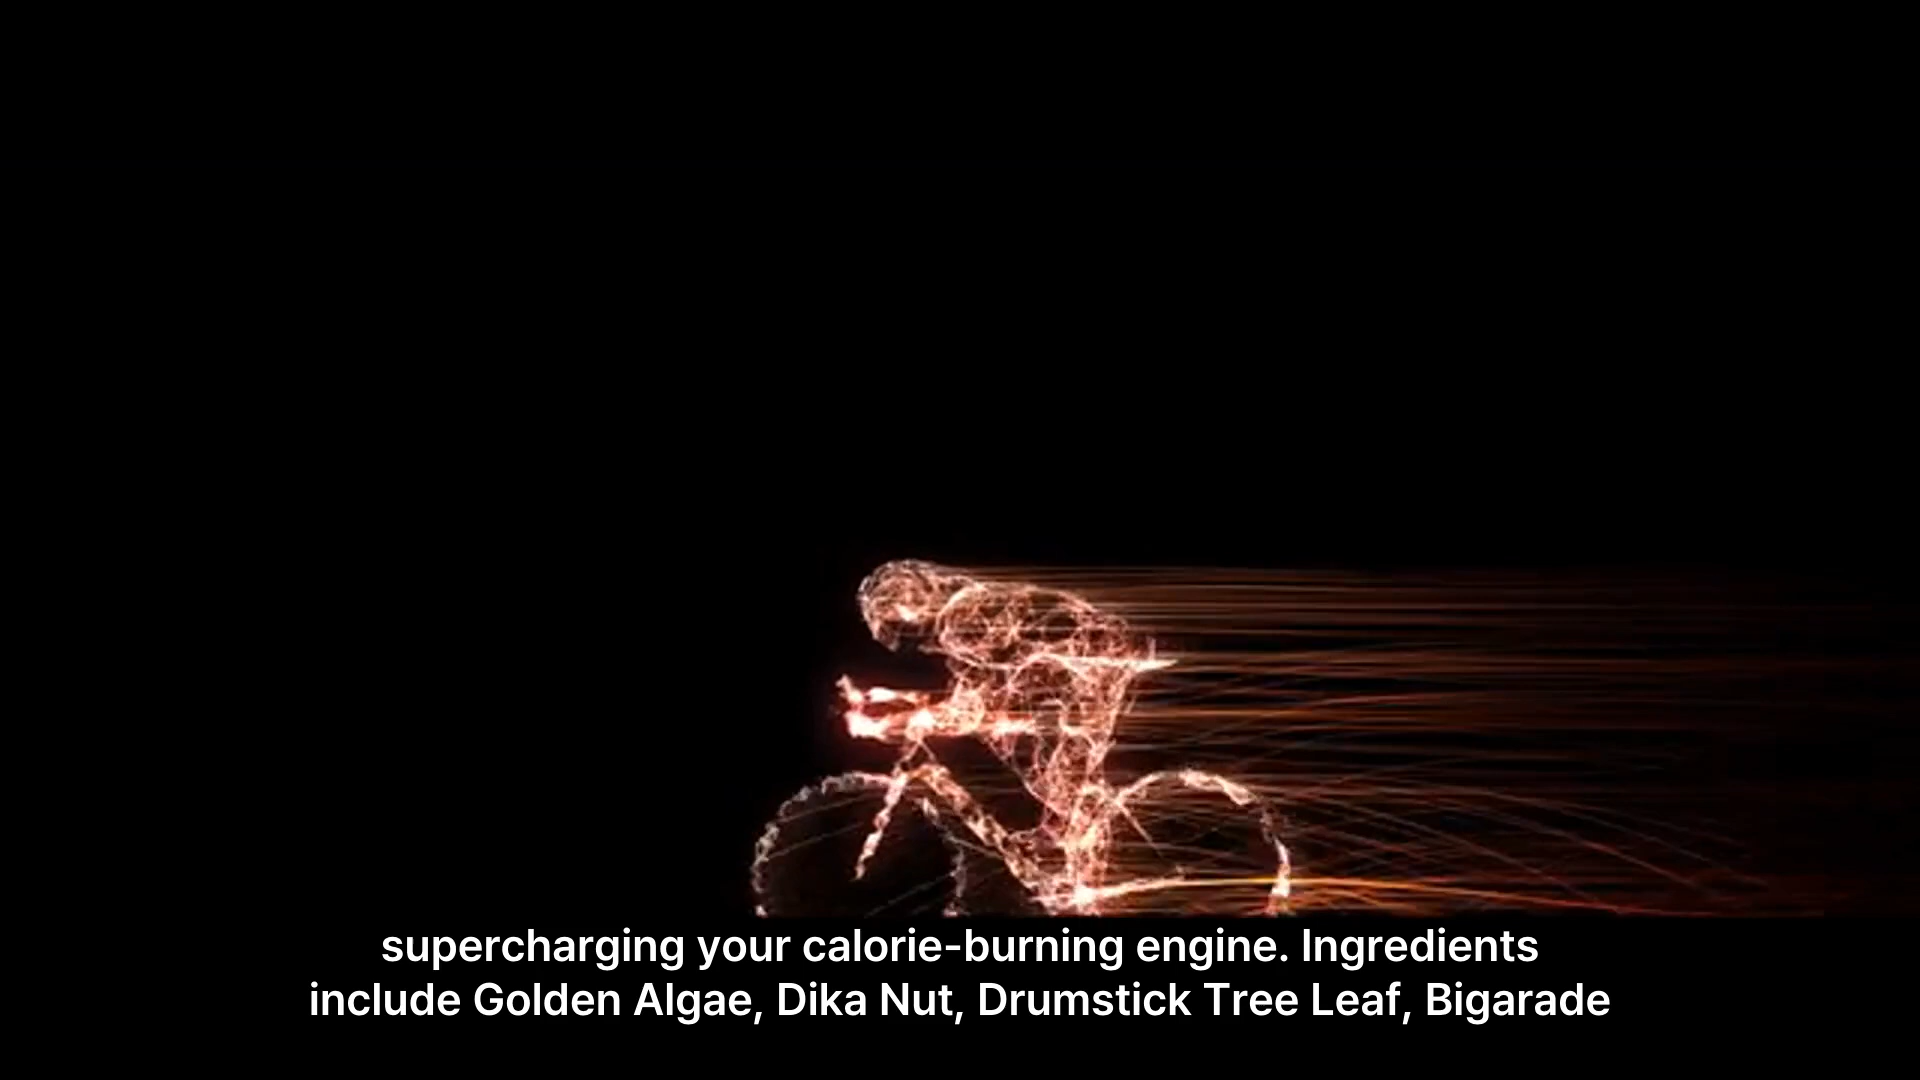 supercharging your calorie-burning engine. Ingredients
include Golden Algae, Dika Nut, Drumstick Tree Leaf, Bigarade